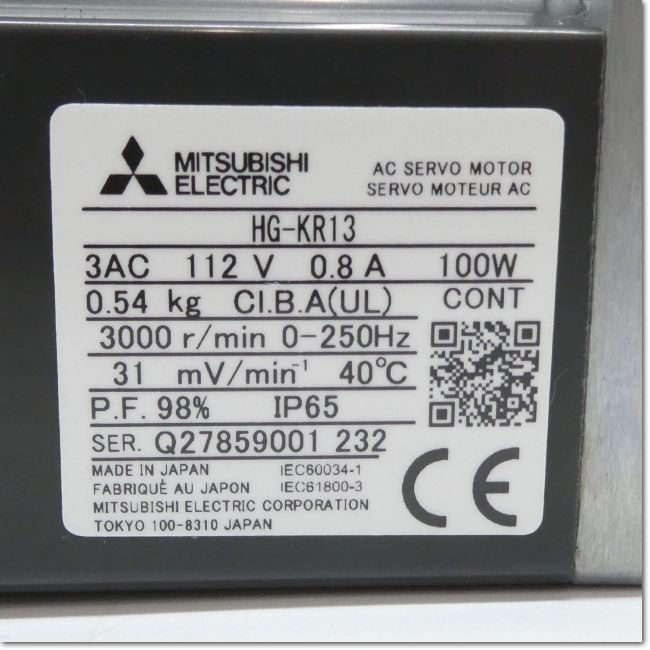 MITSUBISHI
ELECTRIC
AC SERVO MOTOR
SERVO MOTEUR AC
HG-KR13
3AC 112 V 0.8 A 100W
0.54 kg CI.B.A(UL) CONT
3000 r/min 0-250Hz
31 mV/min⁻¹ 40℃
P.F. 98% IP65
SER. Q27859001 232
MADE IN JAPAN IEC60034-1
FABRIQUÉ AU JAPON IEC61800-3
MITSUBISHI ELECTRIC CORPORATION
TOKYO 100-8310 JAPAN
CE